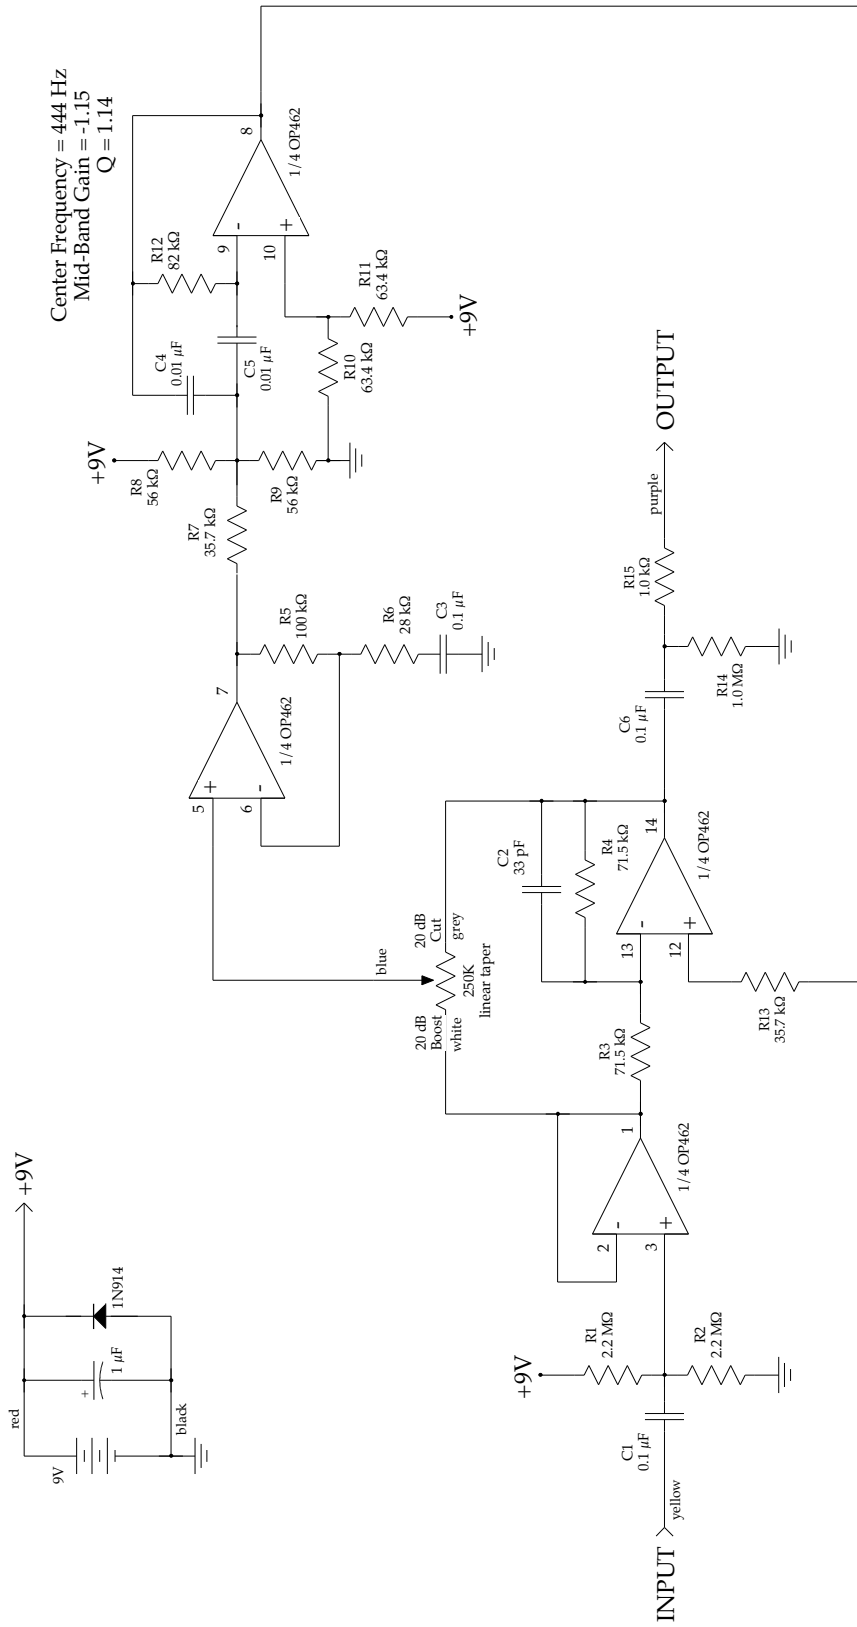 Center Frequency = 444 Hz
Mid-Band Gain = -1.15
Q = 1.14
red
9V
+
1 µF
1N914
black
+9V
+9V
R8
56 kΩ
R7
35.7 kΩ
R9
56 kΩ
C4
0.01 µF
C5
0.01 µF
R12
82 kΩ
9
-
10
+
8
1/4 OP462
R10
63.4 kΩ
R11
63.4 kΩ
+9V
5
+
6
-
7
1/4 OP462
R5
100 kΩ
R6
28 kΩ
C3
0.1 µF
blue
20 dB
Boost
white
250K
linear taper
20 dB
Cut
grey
INPUT
yellow
C1
0.1 µF
+9V
R1
2.2 MΩ
R2
2.2 MΩ
2
-
3
+
1
1/4 OP462
R3
71.5 kΩ
C2
33 pF
R4
71.5 kΩ
13
-
12
+
14
1/4 OP462
R13
35.7 kΩ
C6
0.1 µF
R14
1.0 MΩ
R15
1.0 kΩ
purple
OUTPUT